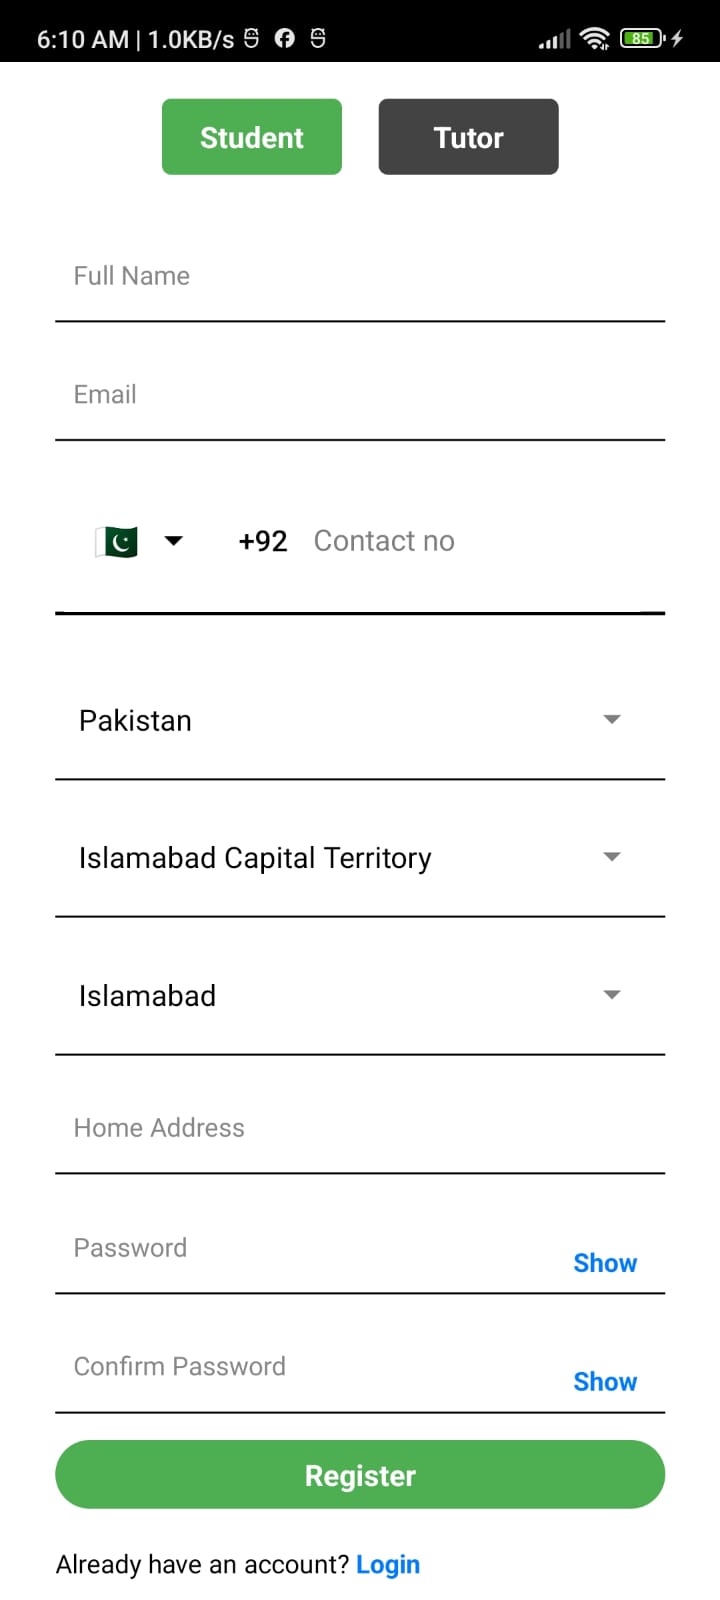 6:10 AM | 1.0KB/s
85
Student Tutor
Full Name
Email
+92 Contact no
Pakistan
Islamabad Capital Territory
Islamabad
Home Address
Password
Show
Confirm Password
Show
Register
Already have an account? Login